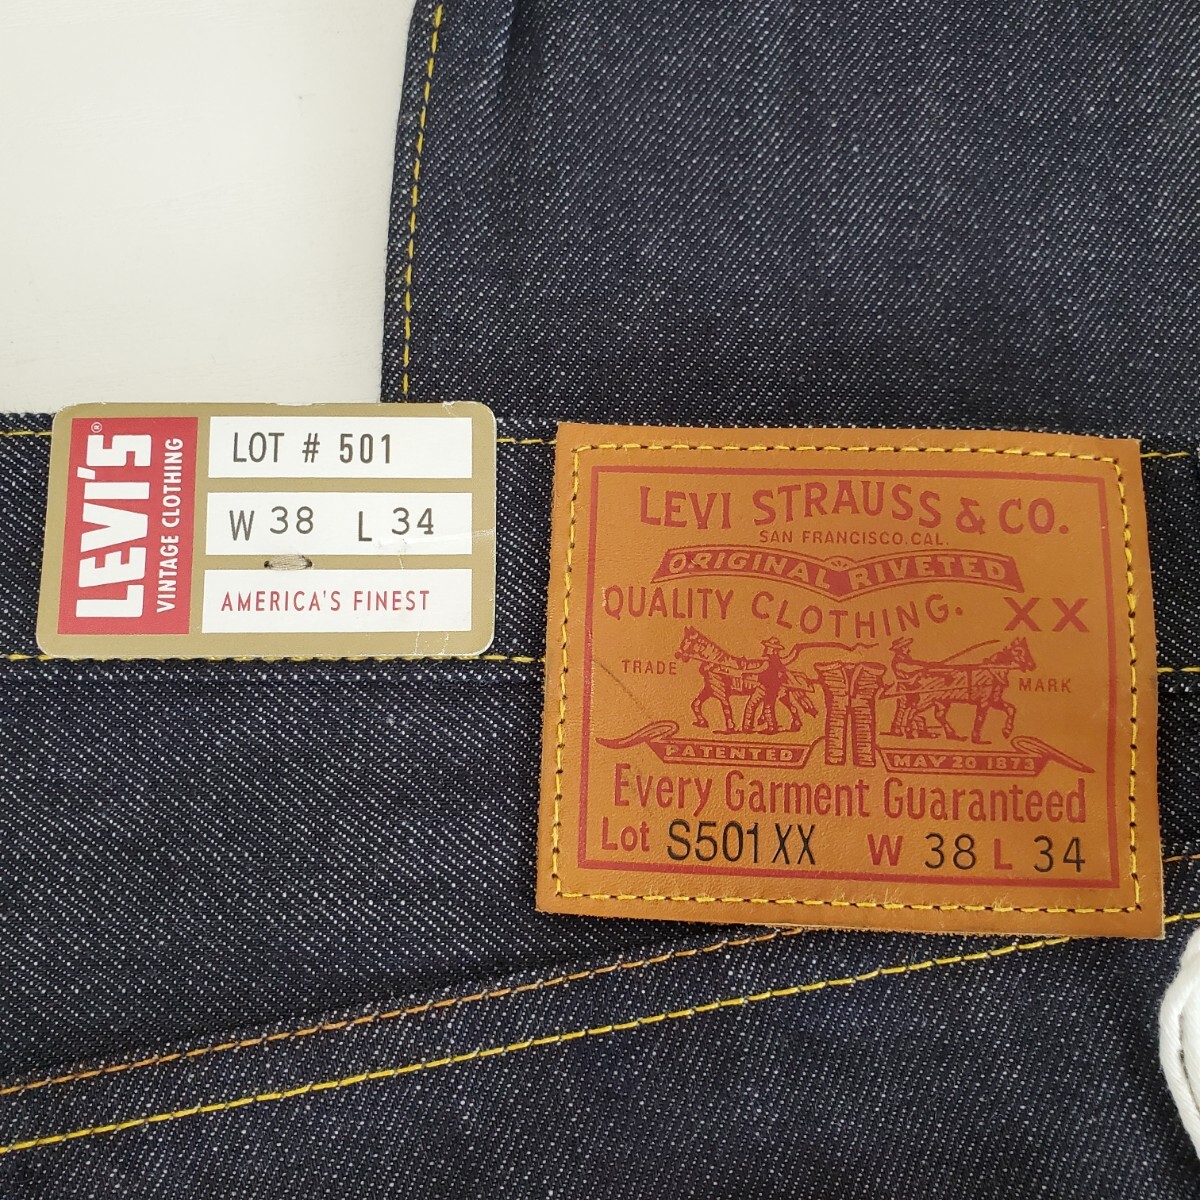 LEVI'S®
VINTAGE CLOTHING
LOT # 501
W 38 L 34
AMERICA'S FINEST
LEVI STRAUSS & CO.
SAN FRANCISCO, CAL.
ORIGINAL RIVETED
QUALITY CLOTHING. XX
TRADE MARK
PATENTED MAY 20 1873
Every Garment Guaranteed
Lot S501XX W 38 L 34